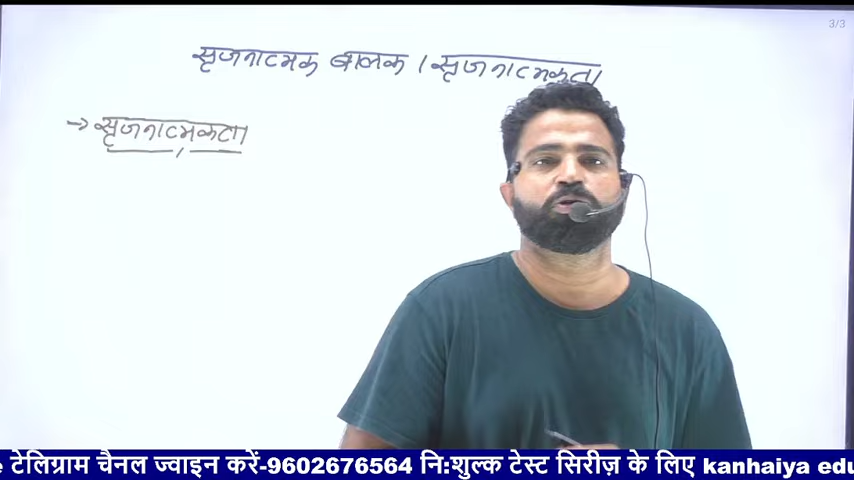 3/3
सृजनात्मक बालक / सृजनात्मकता
→ सृजनात्मकता
टेलिग्राम चैनल ज्वाइन करें-9602676564 नि:शुल्क टेस्ट सिरीज़ के लिए kanhaiya edu